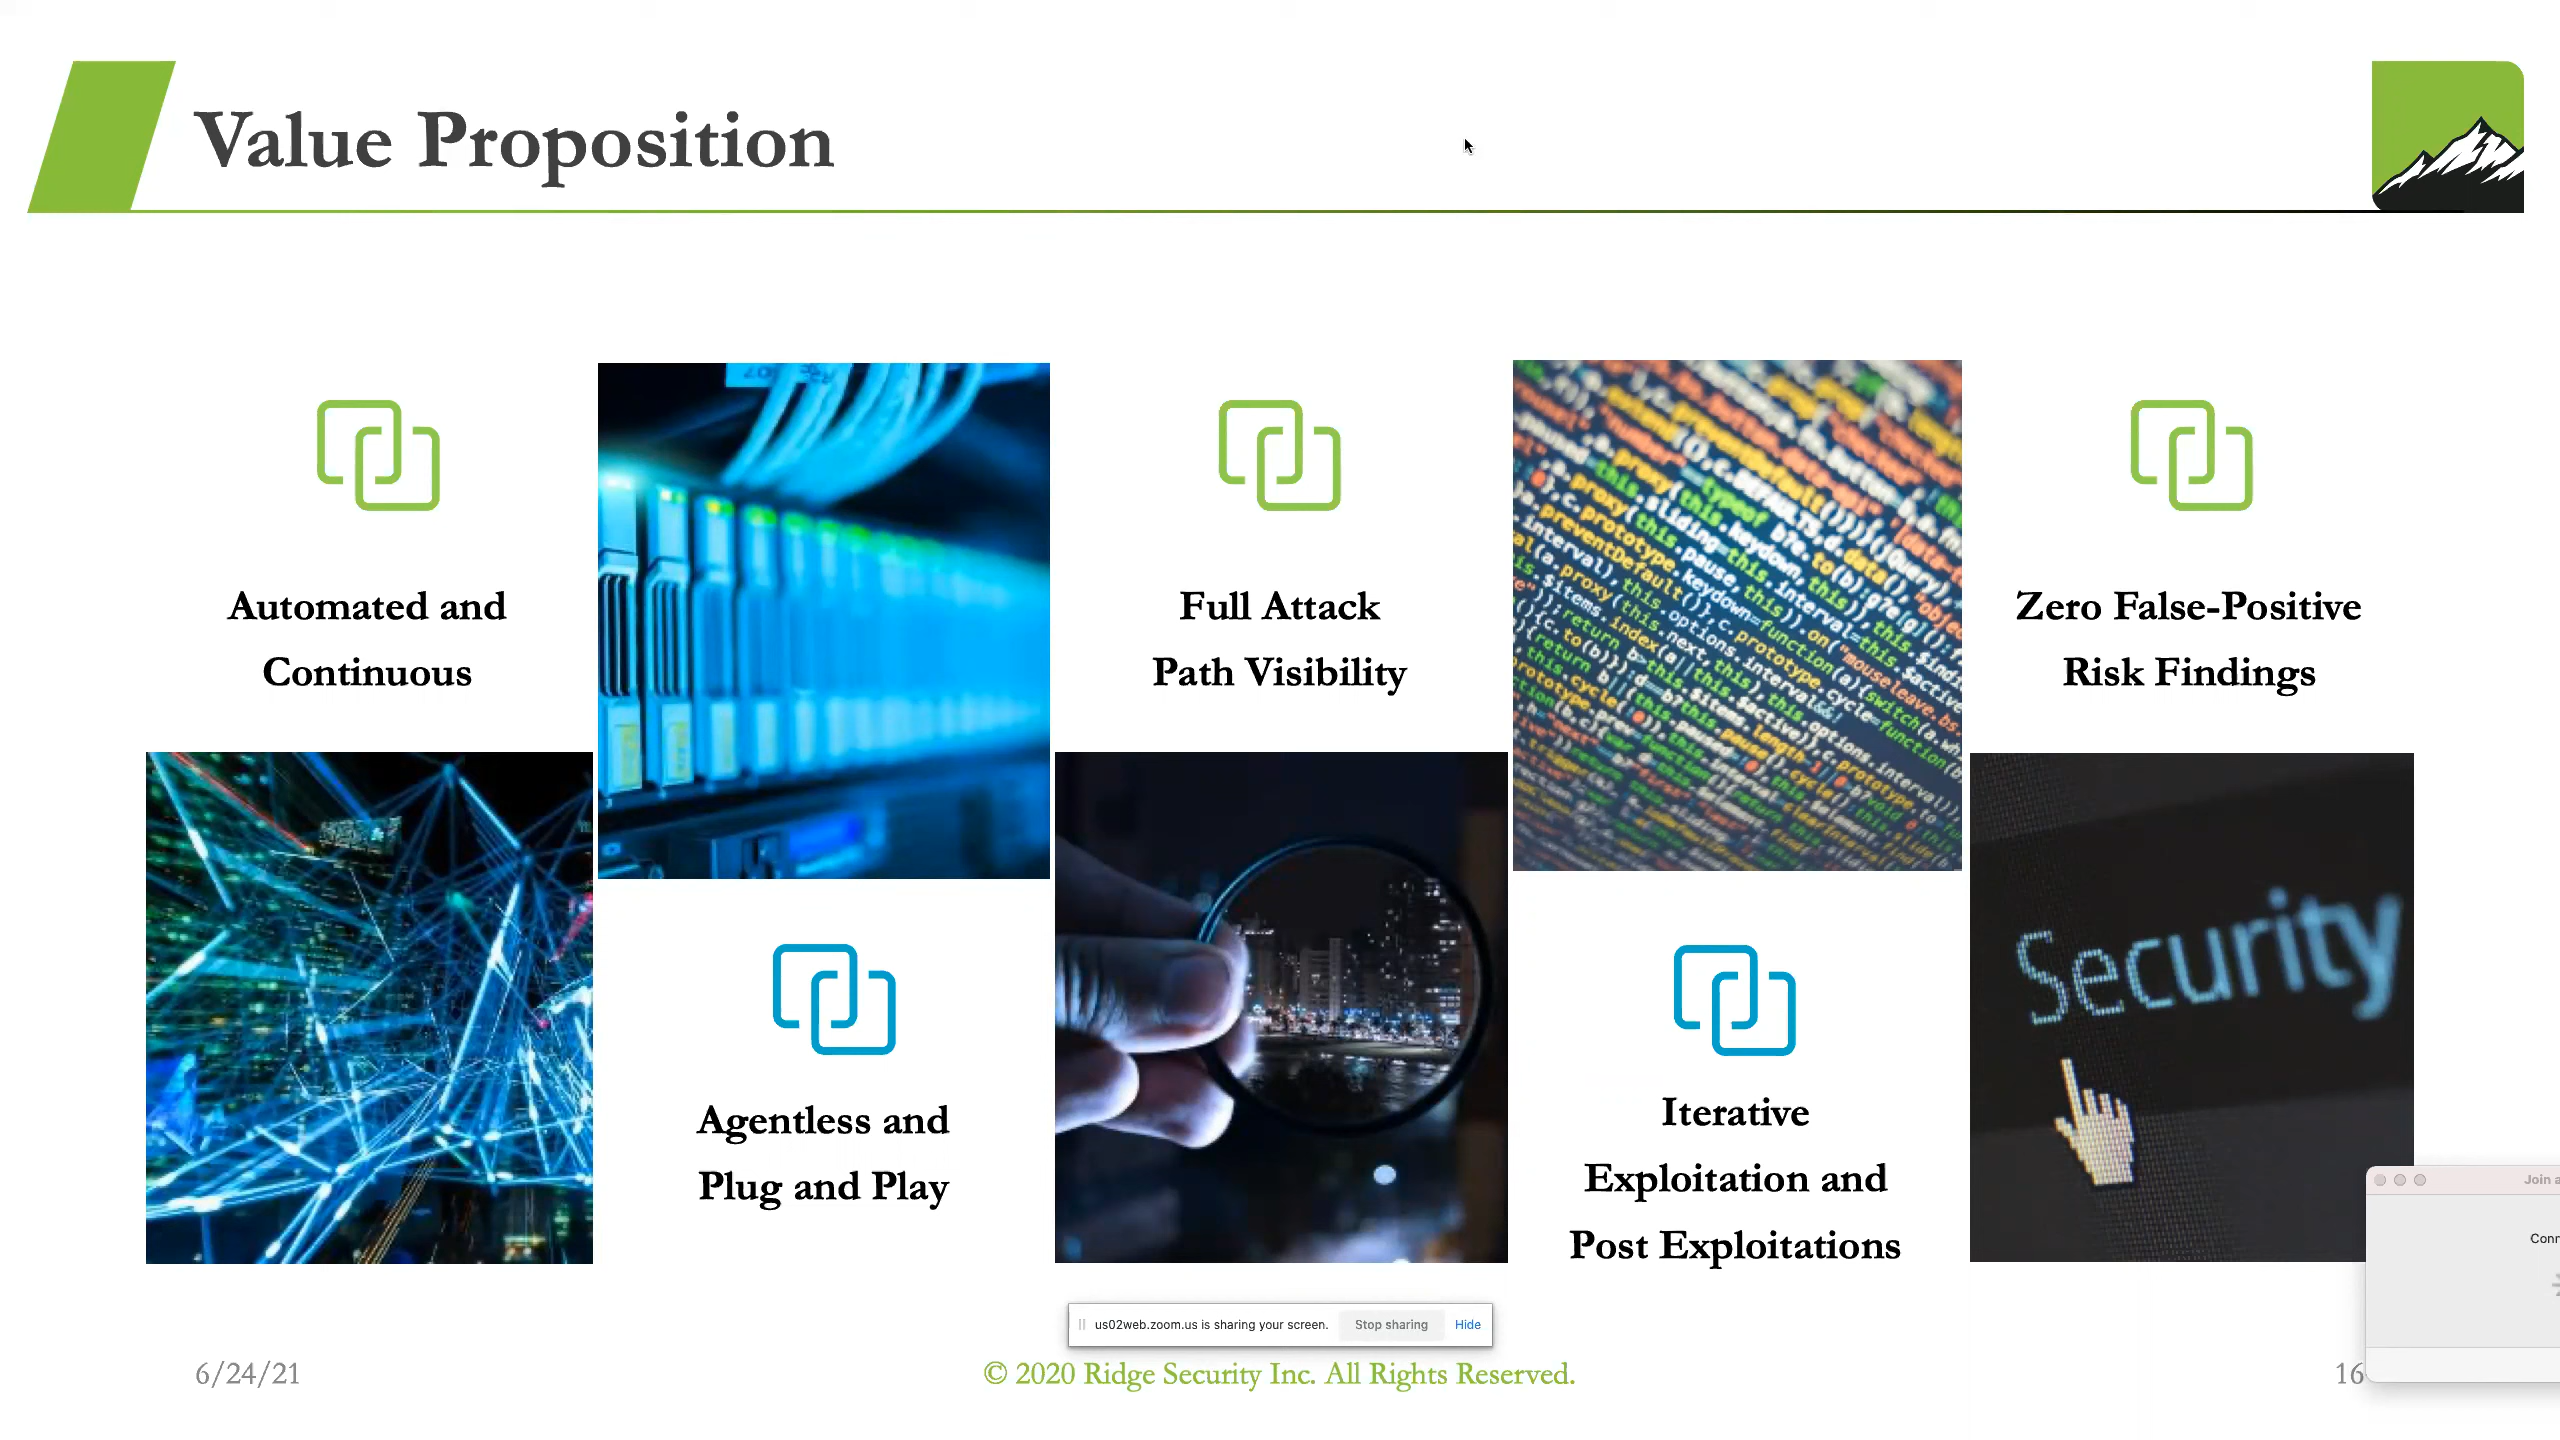 Value Proposition
Automated and
Continuous
Full Attack
Path Visibility
Zero False-Positive
Risk Findings
Security
Agentless and
Plug and Play
Iterative
Exploitation and
Post Exploitations
us02web.zoom.us is sharing your screen. Stop sharing Hide
6/24/21
© 2020 Ridge Security Inc. All Rights Reserved.
16